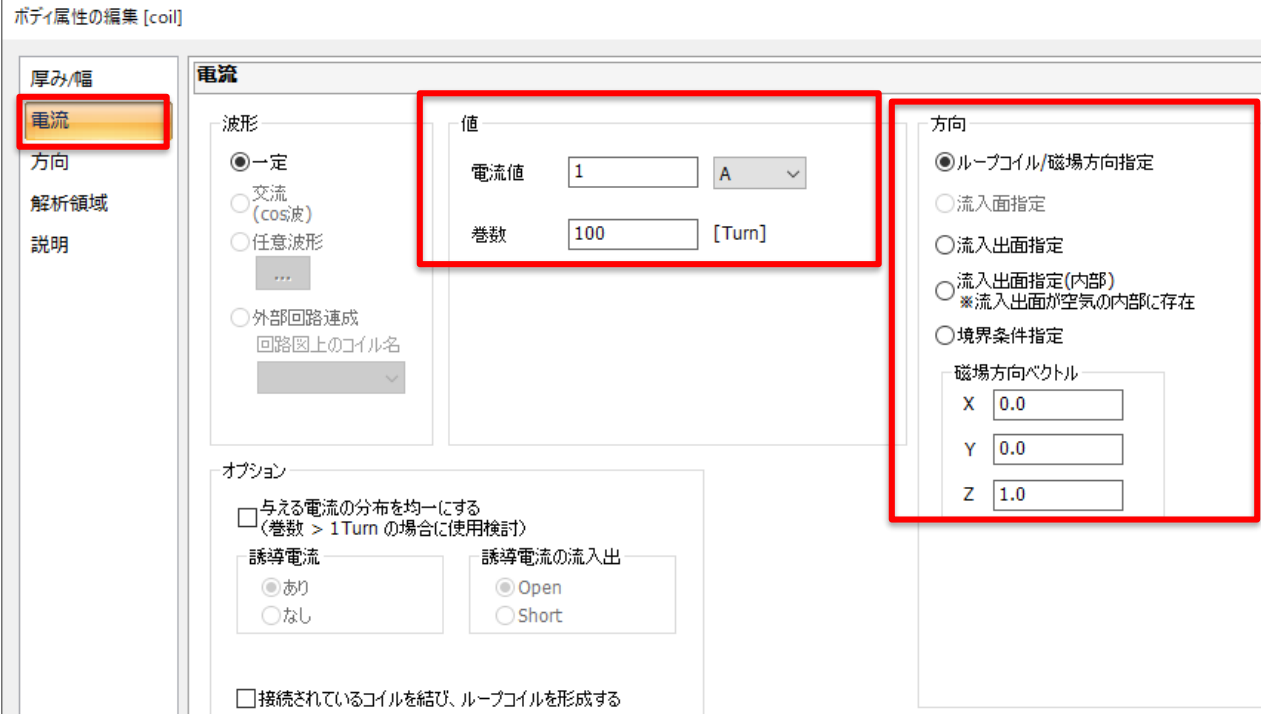 ボディ属性の編集 [coil]
厚み/幅
電流
方向
解析領域
説明
電流
波形
一定
交流
(cos波)
任意波形
...
外部回路連成
回路図上のコイル名
値
電流値 1 A
巻数 100 [Turn]
方向
ループコイル/磁場方向指定
流入面指定
流入出面指定
流入出面指定(内部)
※流入出面が空気の内部に存在
境界条件指定
磁場方向ベクトル
X 0.0
Y 0.0
Z 1.0
オプション
与える電流の分布を均一にする
(巻数 > 1Turn の場合に使用検討)
誘導電流
あり
なし
誘導電流の流入出
Open
Short
接続されているコイルを結び、ループコイルを形成する